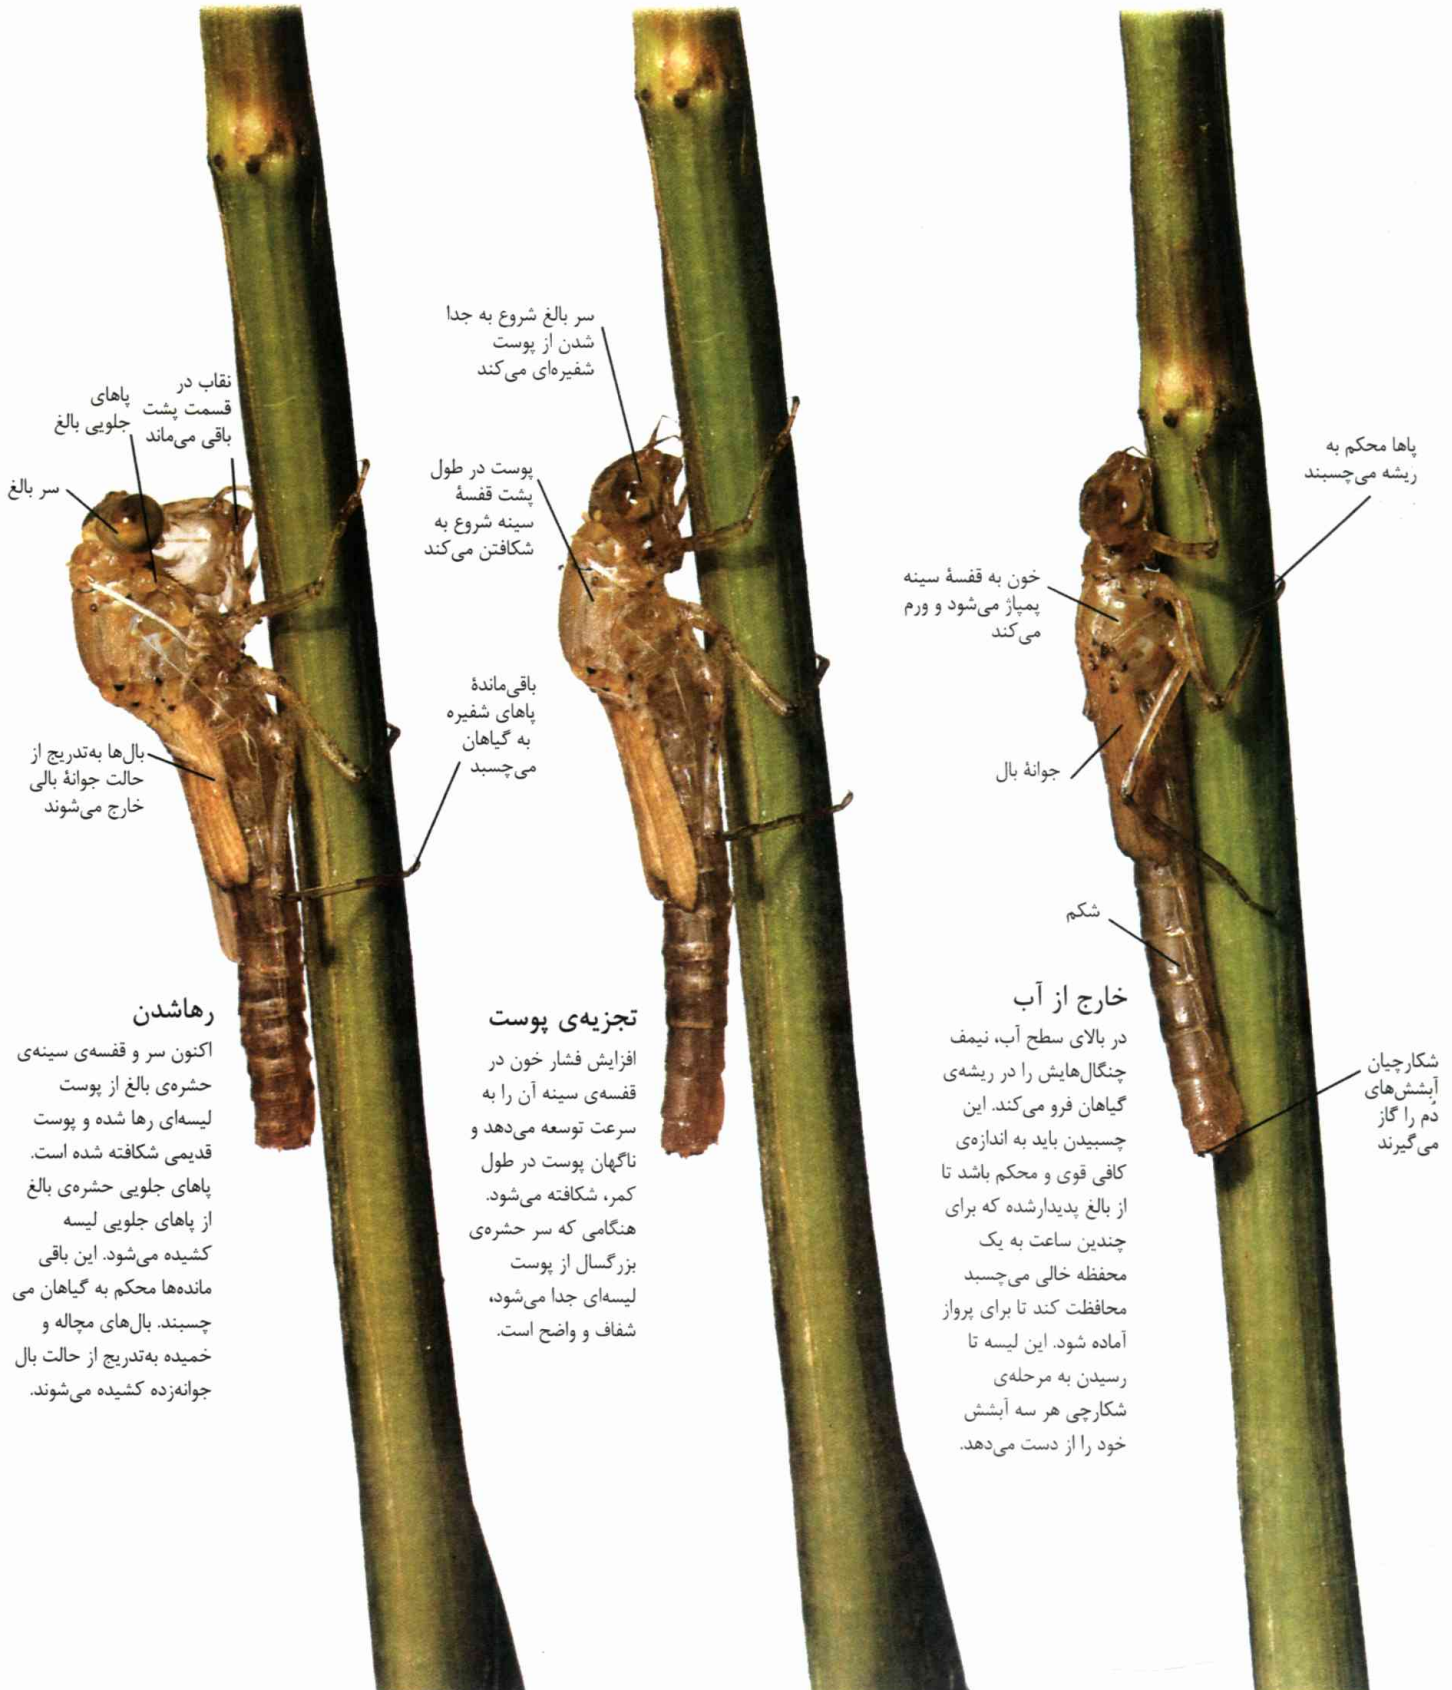 پاها محکم به
ریشه می‌چسبند
خون به قفسهٔ سینه
پمپاژ می‌شود و ورم
می‌کند
جوانهٔ بال
شکم
شکارچیان
آبشش‌های
دُم را گاز
می‌گیرند
خارج از آب
در بالای سطح آب، نیمف
چنگال‌هایش را در ریشه‌ی
گیاهان فرو می‌کند. این
چسبیدن باید به اندازه‌ی
کافی قوی و محکم باشد تا
از بالغ پدیدارشده که برای
چندین ساعت به یک
محفظه خالی می‌چسبد
محافظت کند تا برای پرواز
آماده شود. این لیسه تا
رسیدن به مرحله‌ی
شکارچی هر سه آبشش
خود را از دست می‌دهد.
سر بالغ شروع به جدا
شدن از پوست
شفیره‌ای می‌کند
پوست در طول
پشت قفسهٔ
سینه شروع به
شکافتن می‌کند
تجزیه‌ی پوست
افزایش فشار خون در
قفسه‌ی سینه آن را به
سرعت توسعه می‌دهد و
ناگهان پوست در طول
کمر، شکافته می‌شود.
هنگامی که سر حشره‌ی
بزرگسال از پوست
لیسه‌ای جدا می‌شود،
شفاف و واضح است.
نقاب در
قسمت پشت
باقی می‌ماند
پاهای
جلویی بالغ
سر بالغ
باقی‌ماندهٔ
پاهای شفیره
به گیاهان
می‌چسبد
بال‌ها به‌تدریج از
حالت جوانهٔ بالی
خارج می‌شوند
رهاشدن
اکنون سر و قفسه‌ی سینه‌ی
حشره‌ی بالغ از پوست
لیسه‌ای رها شده و پوست
قدیمی شکافته شده است.
پاهای جلویی حشره‌ی بالغ
از پاهای جلویی لیسه
کشیده می‌شود. این باقی
مانده‌ها محکم به گیاهان می
چسبند. بال‌های مچاله و
خمیده به‌تدریج از حالت بال
جوانه‌زده کشیده می‌شوند.